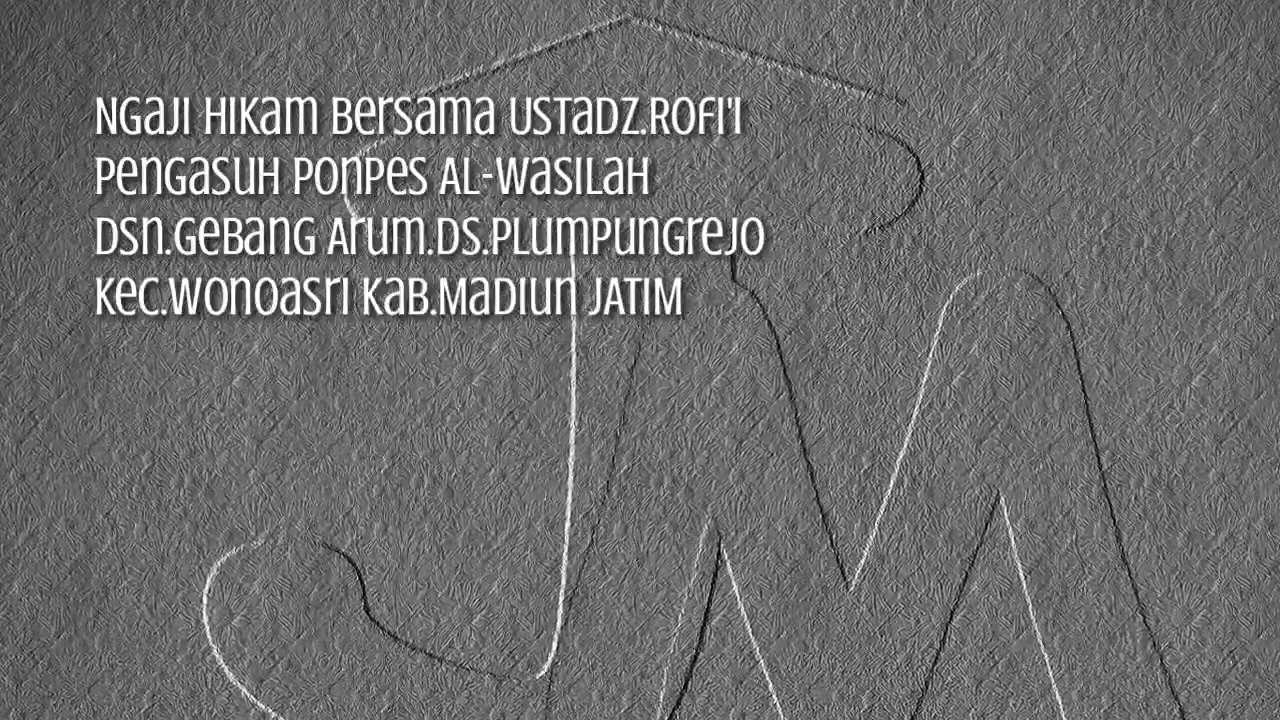 Ngaji Hikam Bersama Ustadz.Rofi'i
Pengasuh Ponpes Al-Wasilah
Dsn.Gebang Arum.Ds.Plumpungrejo
Kec.Wonoasri Kab.Madiun JATIM
JM